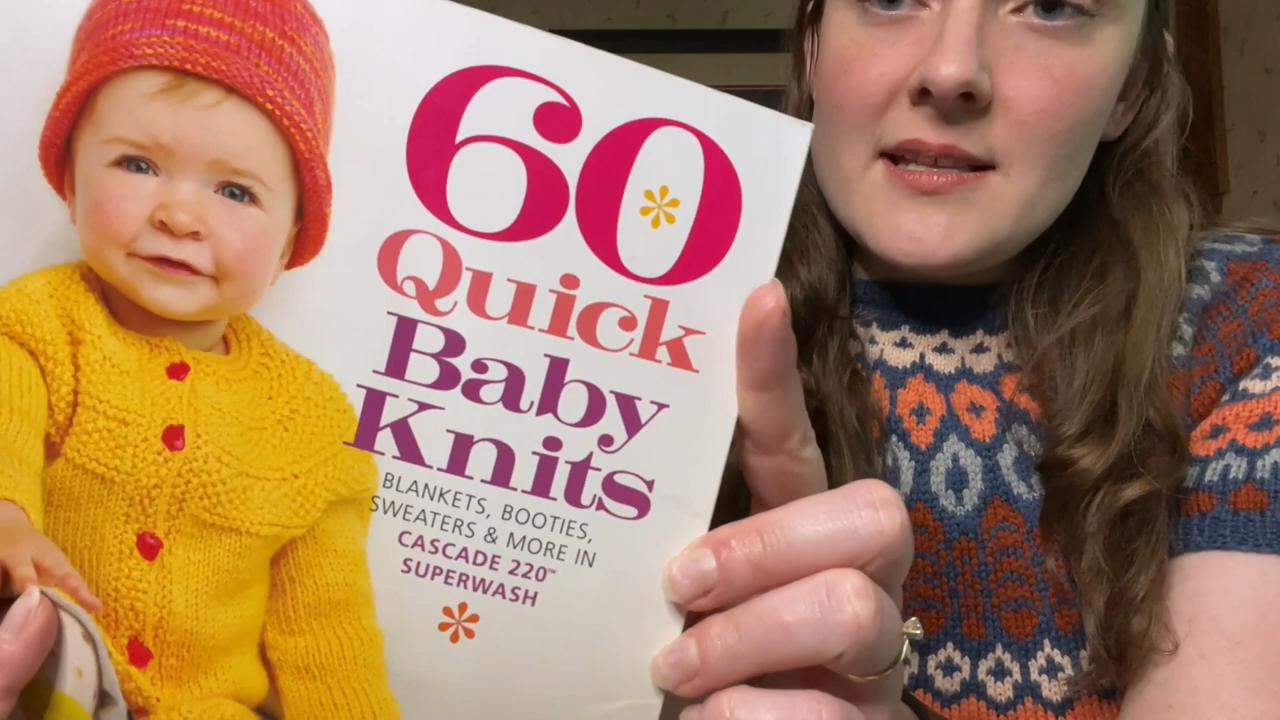 60
Quick
Baby
Knits
BLANKETS, BOOTIES,
SWEATERS & MORE IN
CASCADE 220™
SUPERWASH